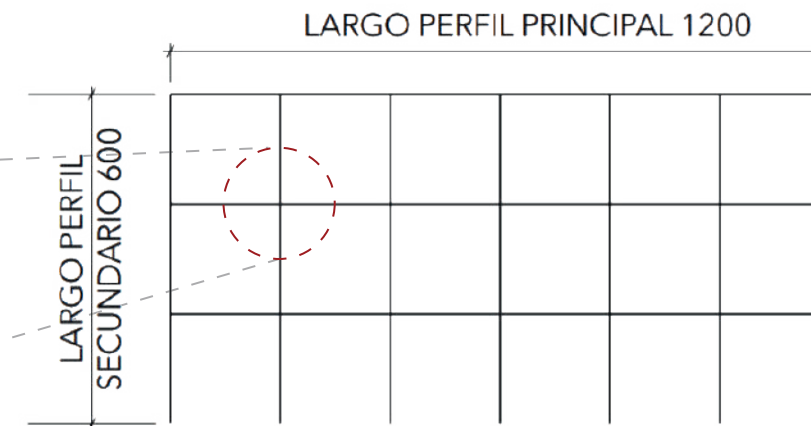 LARGO PERFIL PRINCIPAL 1200
LARGO PERFIL
SECUNDARIO 600